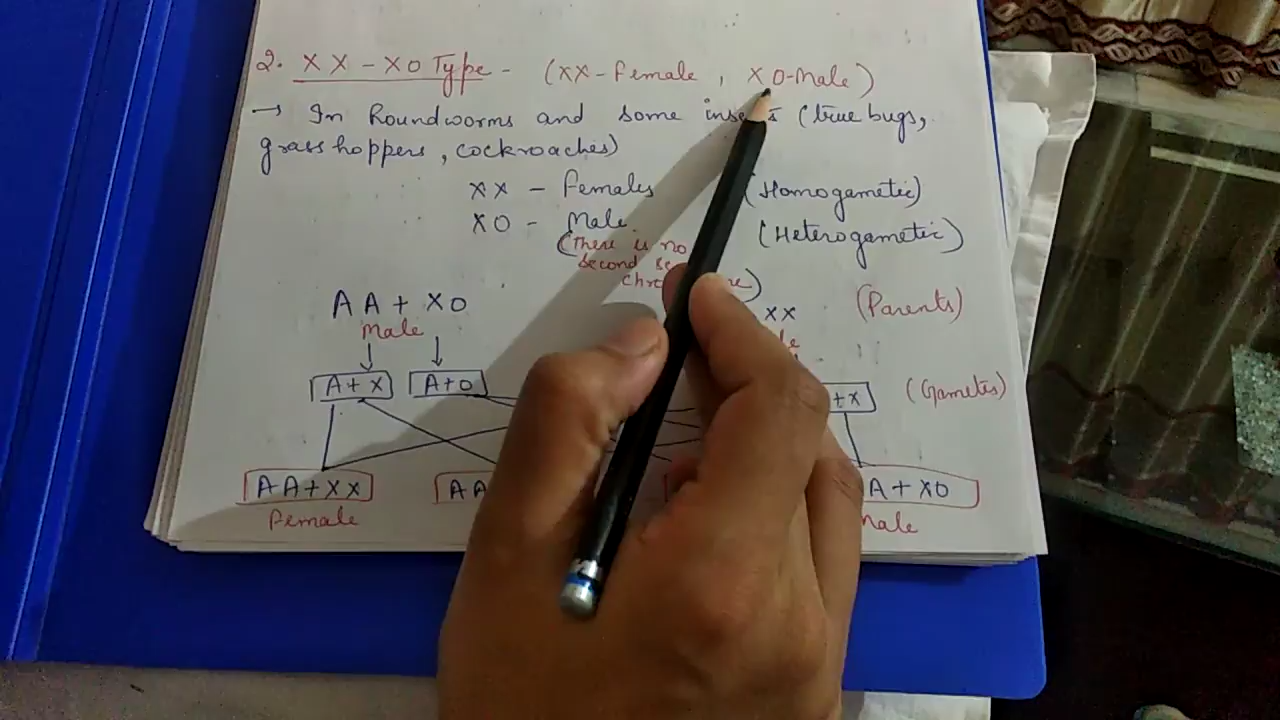 2. XX - XO Type - (XX - Female, XO-Male)
→ In Roundworms and some insects (true bugs,
grasshoppers, cockroaches)
XX - Females (Homogametic)
XO - Male (Heterogametic)
(There is no
second
AA + XO XX (Parents)
Male
A+X A+O +X (Gametes)
AA+XX AA A+XO
Female Male